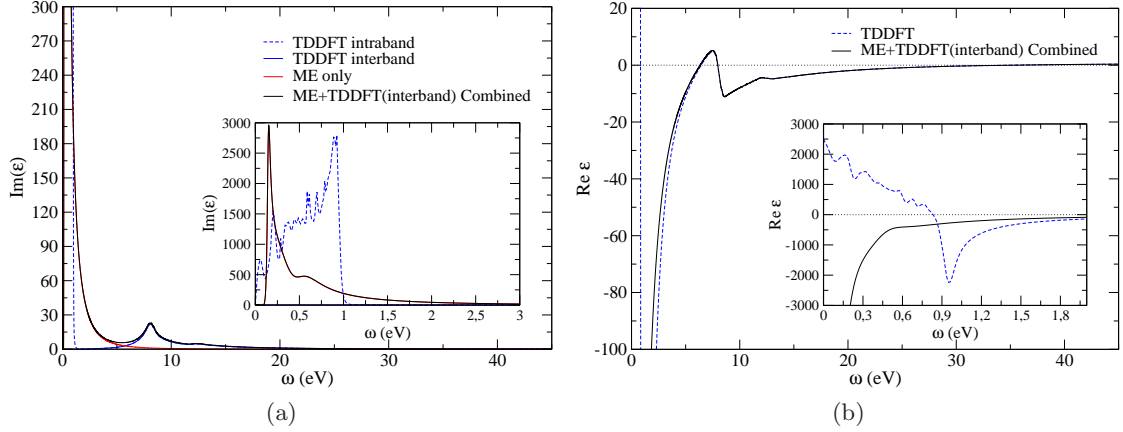 300
270
240
210
180
150
120
90
60
30
0
Im(ε)
0 10 20 30 40
ω (eV)
TDDFT intraband
TDDFT interband
ME only
ME+TDDFT(interband) Combined
3000
2500
2000
1500
1000
500
0
Im(ε)
0 0,5 1 1,5 2 2,5 3
ω (eV)
(a)
20
0
-20
-40
-60
-80
-100
Re ε
0 10 20 30 40
ω (eV)
TDDFT
ME+TDDFT(interband) Combined
3000
2000
1000
0
-1000
-2000
-3000
Re ε
0 0,3 0,6 0,9 1,2 1,5 1,8
ω (eV)
(b)